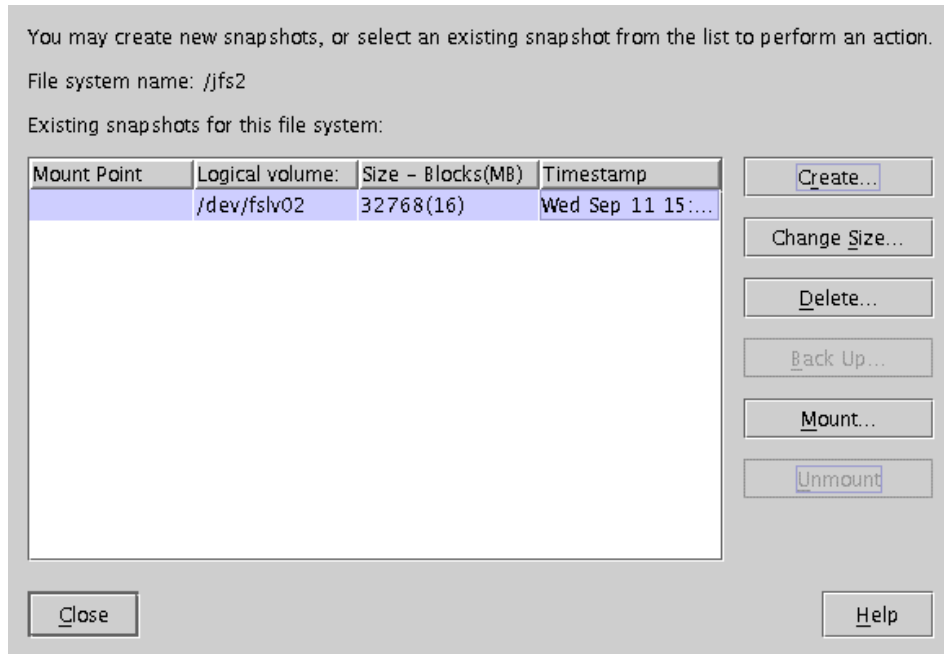 You may create new snapshots, or select an existing snapshot from the list to perform an action.
File system name: /jfs2
Existing snapshots for this file system:
Mount Point Logical volume: Size – Blocks(MB) Timestamp
/dev/fslv02 32768(16) Wed Sep 11 15:...
Create...
Change Size...
Delete...
Back Up...
Mount...
Unmount
Close Help